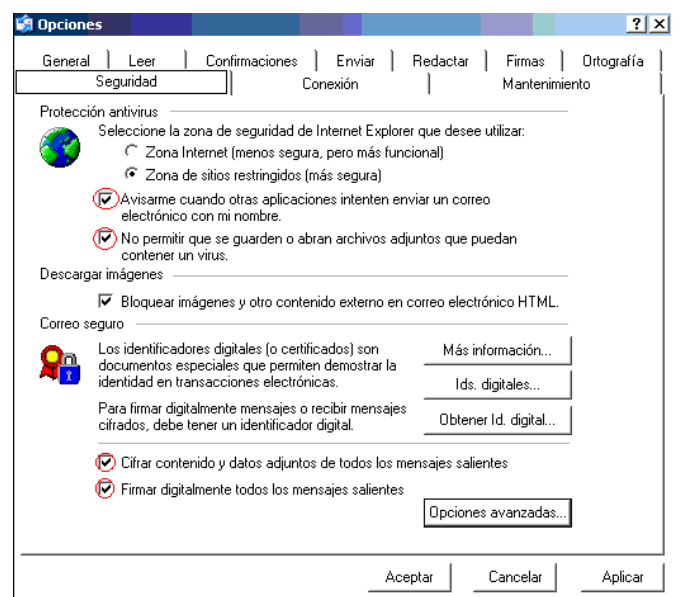 Opciones
General Leer Confirmaciones Enviar Redactar Firmas Ortografía
Seguridad Conexión Mantenimiento
Protección antivirus
Seleccione la zona de seguridad de Internet Explorer que desee utilizar:
Zona Internet (menos segura, pero más funcional)
Zona de sitios restringidos (más segura)
Avisarme cuando otras aplicaciones intenten enviar un correo
electrónico con mi nombre.
No permitir que se guarden o abran archivos adjuntos que puedan
contener un virus.
Descargar imágenes
Bloquear imágenes y otro contenido externo en correo electrónico HTML.
Correo seguro
Los identificadores digitales (o certificados) son
documentos especiales que permiten demostrar la
identidad en transacciones electrónicas.
Más información...
Ids. digitales...
Para firmar digitalmente mensajes o recibir mensajes
cifrados, debe tener un identificador digital.
Obtener Id. digital...
Cifrar contenido y datos adjuntos de todos los mensajes salientes
Firmar digitalmente todos los mensajes salientes
Opciones avanzadas...
Aceptar Cancelar Aplicar